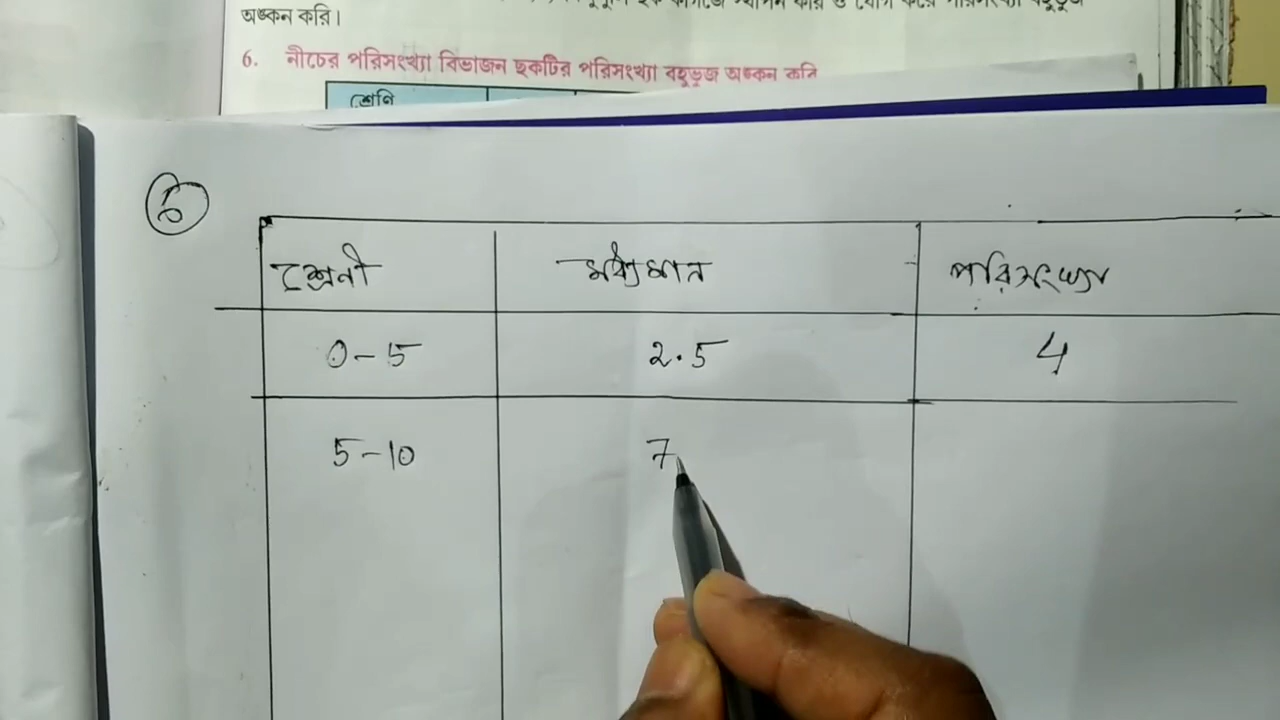 অঙ্কন করি।
6. নীচের পরিসংখ্যা বিভাজন ছকটির পরিসংখ্যা বহুভুজ অঙ্কন করি
শ্রেণি
6
শ্রেনী মধ্যমান পরিসংখ্যা
0-5 2.5 4
5-10 7